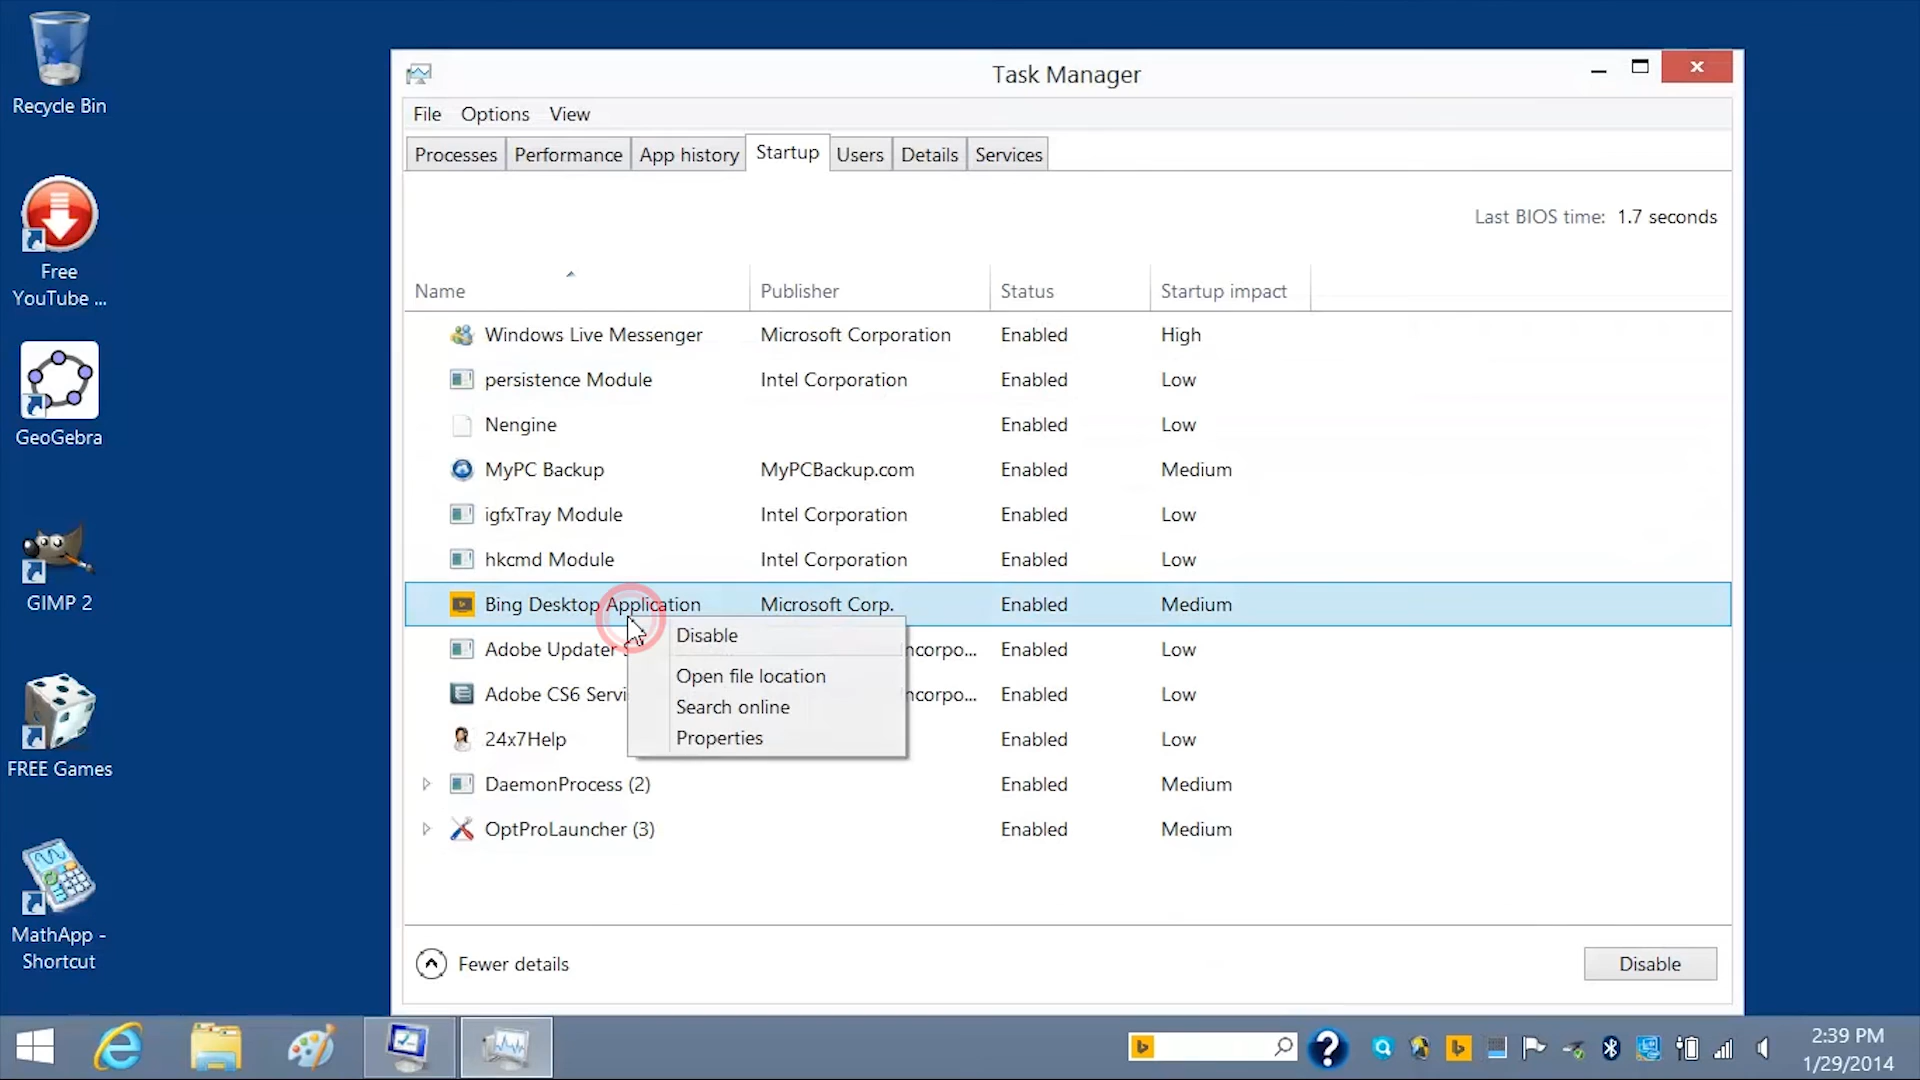 Recycle Bin
Free
YouTube ...
GeoGebra
GIMP 2
FREE Games
MathApp -
Shortcut
Task Manager
File Options View
Processes Performance App history Startup Users Details Services
Last BIOS time: 1.7 seconds
Name Publisher Status Startup impact
Windows Live Messenger Microsoft Corporation Enabled High
persistence Module Intel Corporation Enabled Low
Nengine Enabled Low
MyPC Backup MyPCBackup.com Enabled Medium
igfxTray Module Intel Corporation Enabled Low
hkcmd Module Intel Corporation Enabled Low
Bing Desktop Application Microsoft Corp. Enabled Medium
Adobe Updater ncorpo... Enabled Low
Adobe CS6 Servi ncorpo... Enabled Low
24x7Help Enabled Low
DaemonProcess (2) Enabled Medium
OptProLauncher (3) Enabled Medium
Disable
Open file location
Search online
Properties
Fewer details
Disable
2:39 PM
1/29/2014